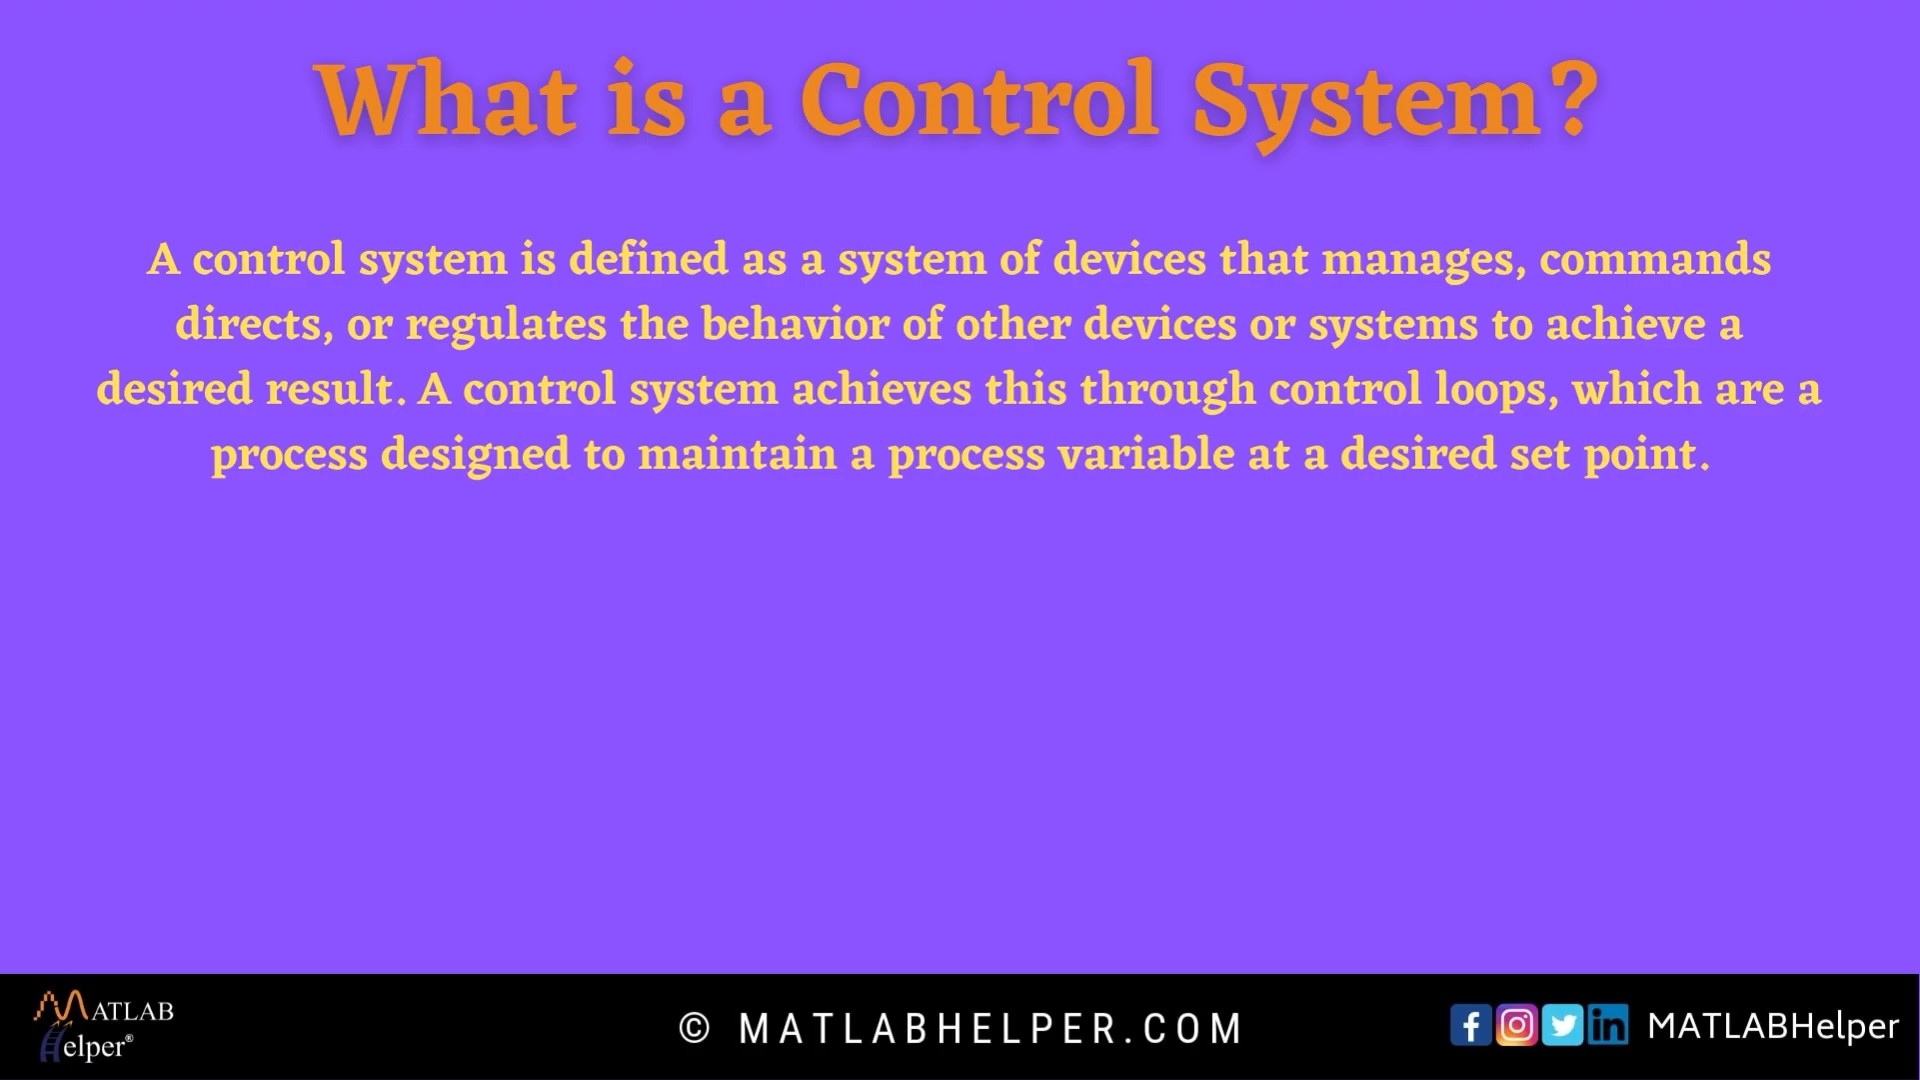 What is a Control System?
A control system is defined as a system of devices that manages, commands
directs, or regulates the behavior of other devices or systems to achieve a
desired result. A control system achieves this through control loops, which are a
process designed to maintain a process variable at a desired set point.
MATLAB
Helper®
© MATLABHELPER.COM
MATLABHelper